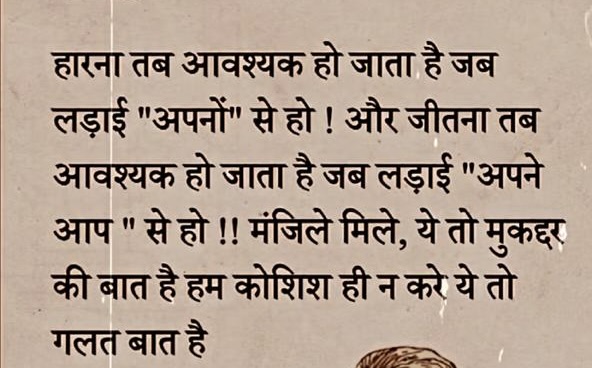 हारना तब आवश्यक हो जाता है जब
लड़ाई "अपनों" से हो ! और जीतना तब
आवश्यक हो जाता है जब लड़ाई "अपने
आप " से हो !! मंजिले मिले, ये तो मुकद्दर
की बात है हम कोशिश ही न करे ये तो
गलत बात है